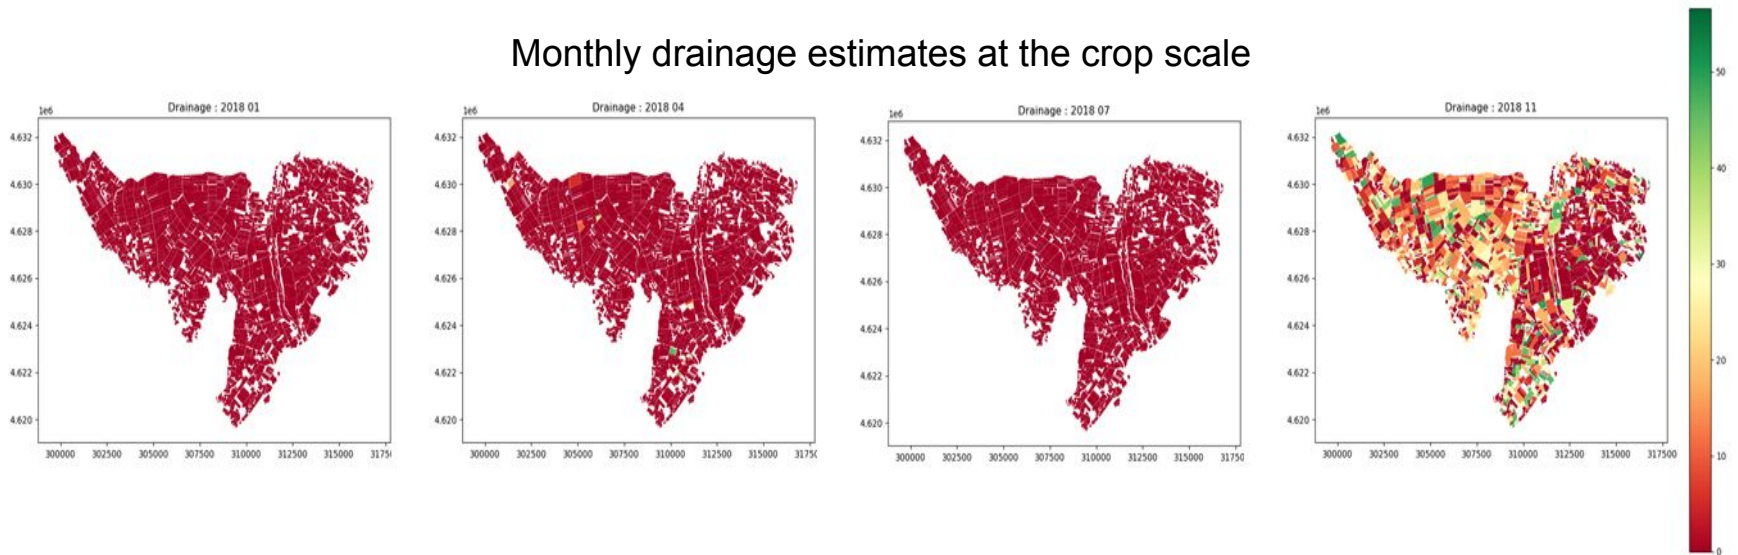 Monthly drainage estimates at the crop scale
Drainage : 2018 01
1e6
4.632
4.630
4.628
4.626
4.624
4.622
4.620
300000 302500 305000 307500 310000 312500 315000 31750
Drainage : 2018 04
1e6
4.632
4.630
4.628
4.626
4.624
4.622
4.620
300000 302500 305000 307500 310000 312500 315000 31750
Drainage : 2018 07
1e6
4.632
4.630
4.628
4.626
4.624
4.622
4.620
300000 302500 305000 307500 310000 312500 315000 31750
Drainage : 2018 11
1e6
4.632
4.630
4.628
4.626
4.624
4.622
4.620
300000 302500 305000 307500 310000 312500 315000 317500
50
40
30
20
10
0